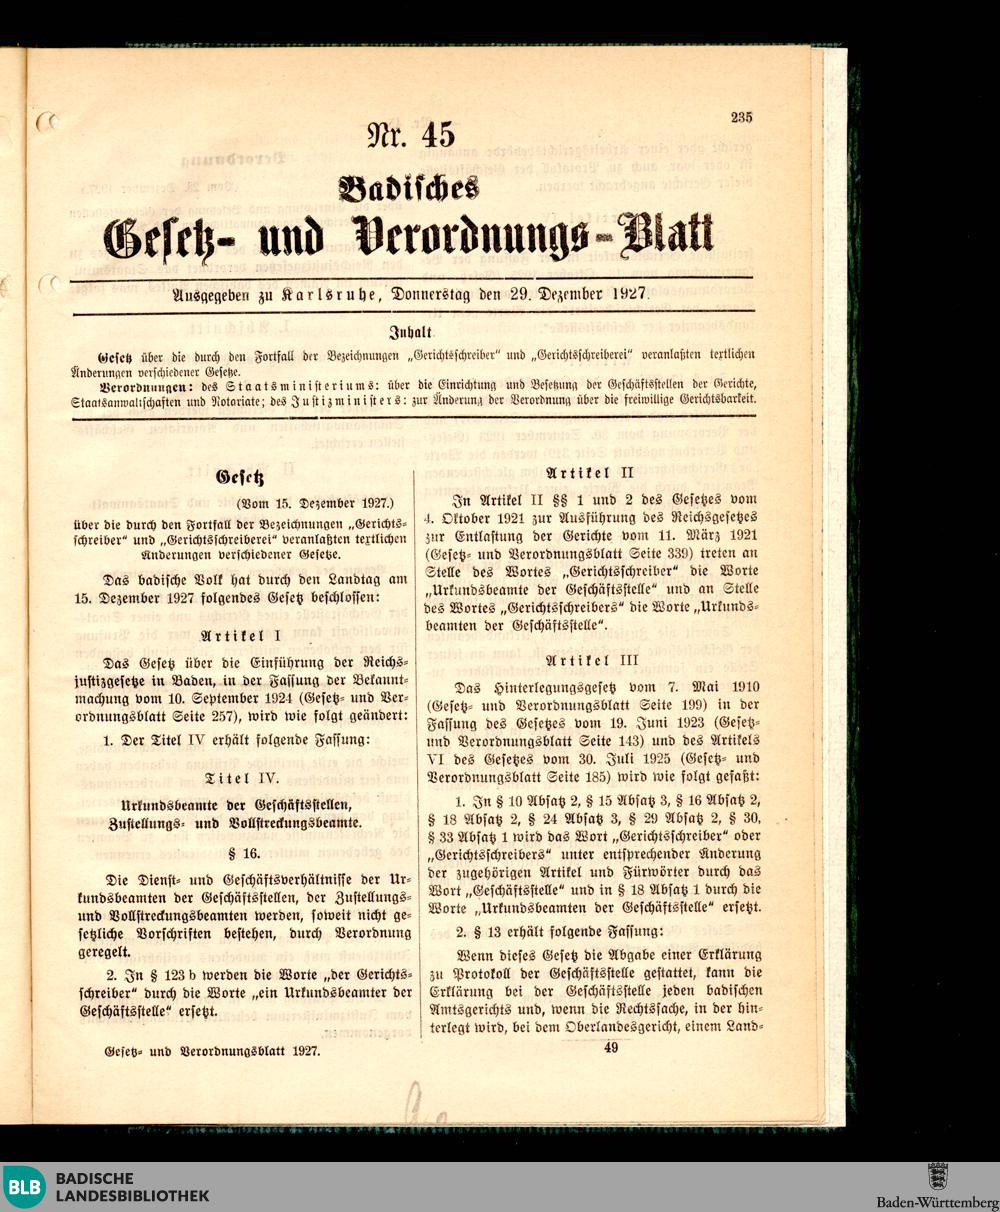 235
Nr. 45
Badisches
Gesetz- und Verordnungs-Blatt
Ausgegeben zu Karlsruhe, Donnerstag den 29. Dezember 1927.
Inhalt
Gesetz über die durch den Fortfall der Bezeichnungen „Gerichtsschreiber“ und „Gerichtsschreiberei“ veranlaßten textlichen
Änderungen verschiedener Gesetze.
Verordnungen: des Staatsministeriums: über die Einrichtung und Besetzung der Geschäftsstellen der Gerichte,
Staatsanwaltschaften und Notariate; des Justizministers: zur Änderung der Verordnung über die freiwillige Gerichtsbarkeit.
Gesetz
(Vom 15. Dezember 1927.)
über die durch den Fortfall der Bezeichnungen „Gerichts-
schreiber“ und „Gerichtsschreiberei“ veranlaßten textlichen
Änderungen verschiedener Gesetze.
Das badische Volk hat durch den Landtag am
15. Dezember 1927 folgendes Gesetz beschlossen:
Artikel I
Das Gesetz über die Einführung der Reichs-
justizgesetze in Baden, in der Fassung der Bekannt-
machung vom 10. September 1924 (Gesetz- und Ver-
ordnungsblatt Seite 257), wird wie folgt geändert:
1. Der Titel IV erhält folgende Fassung:
Titel IV.
Urkundsbeamte der Geschäftsstellen,
Zustellungs- und Vollstreckungsbeamte.
§ 16.
Die Dienst- und Geschäftsverhältnisse der Ur-
kundsbeamten der Geschäftsstellen, der Zustellungs-
und Vollstreckungsbeamten werden, soweit nicht ge-
setzliche Vorschriften bestehen, durch Verordnung
geregelt.
2. In § 123 b werden die Worte „der Gerichts-
schreiber“ durch die Worte „ein Urkundsbeamter der
Geschäftsstelle“ ersetzt.
Gesetz- und Verordnungsblatt 1927.
Artikel II
In Artikel II §§ 1 und 2 des Gesetzes vom
4. Oktober 1921 zur Ausführung des Reichsgesetzes
zur Entlastung der Gerichte vom 11. März 1921
(Gesetz- und Verordnungsblatt Seite 339) treten an
Stelle des Wortes „Gerichtsschreiber“ die Worte
„Urkundsbeamte der Geschäftsstelle“ und an Stelle
des Wortes „Gerichtsschreibers“ die Worte „Urkunds-
beamten der Geschäftsstelle“.
Artikel III
Das Hinterlegungsgesetz vom 7. Mai 1910
(Gesetz- und Verordnungsblatt Seite 199) in der
Fassung des Gesetzes vom 19. Juni 1923 (Gesetz-
und Verordnungsblatt Seite 143) und des Artikels
VI des Gesetzes vom 30. Juli 1925 (Gesetz- und
Verordnungsblatt Seite 185) wird wie folgt gefaßt:
1. In § 10 Absatz 2, § 15 Absatz 3, § 16 Absatz 2,
§ 18 Absatz 2, § 24 Absatz 3, § 29 Absatz 2, § 30,
§ 33 Absatz 1 wird das Wort „Gerichtsschreiber“ oder
„Gerichtsschreibers“ unter entsprechender Änderung
der zugehörigen Artikel und Fürwörter durch das
Wort „Geschäftsstelle“ und in § 18 Absatz 1 durch die
Worte „Urkundsbeamten der Geschäftsstelle“ ersetzt.
2. § 13 erhält folgende Fassung:
Wenn dieses Gesetz die Abgabe einer Erklärung
zu Protokoll der Geschäftsstelle gestattet, kann die
Erklärung bei der Geschäftsstelle jeden badischen
Amtsgerichts und, wenn die Rechtssache, in der hin-
terlegt wird, bei dem Oberlandesgericht, einem Land-
49
BLB BADISCHE
LANDESBIBLIOTHEK
Baden-Württemberg